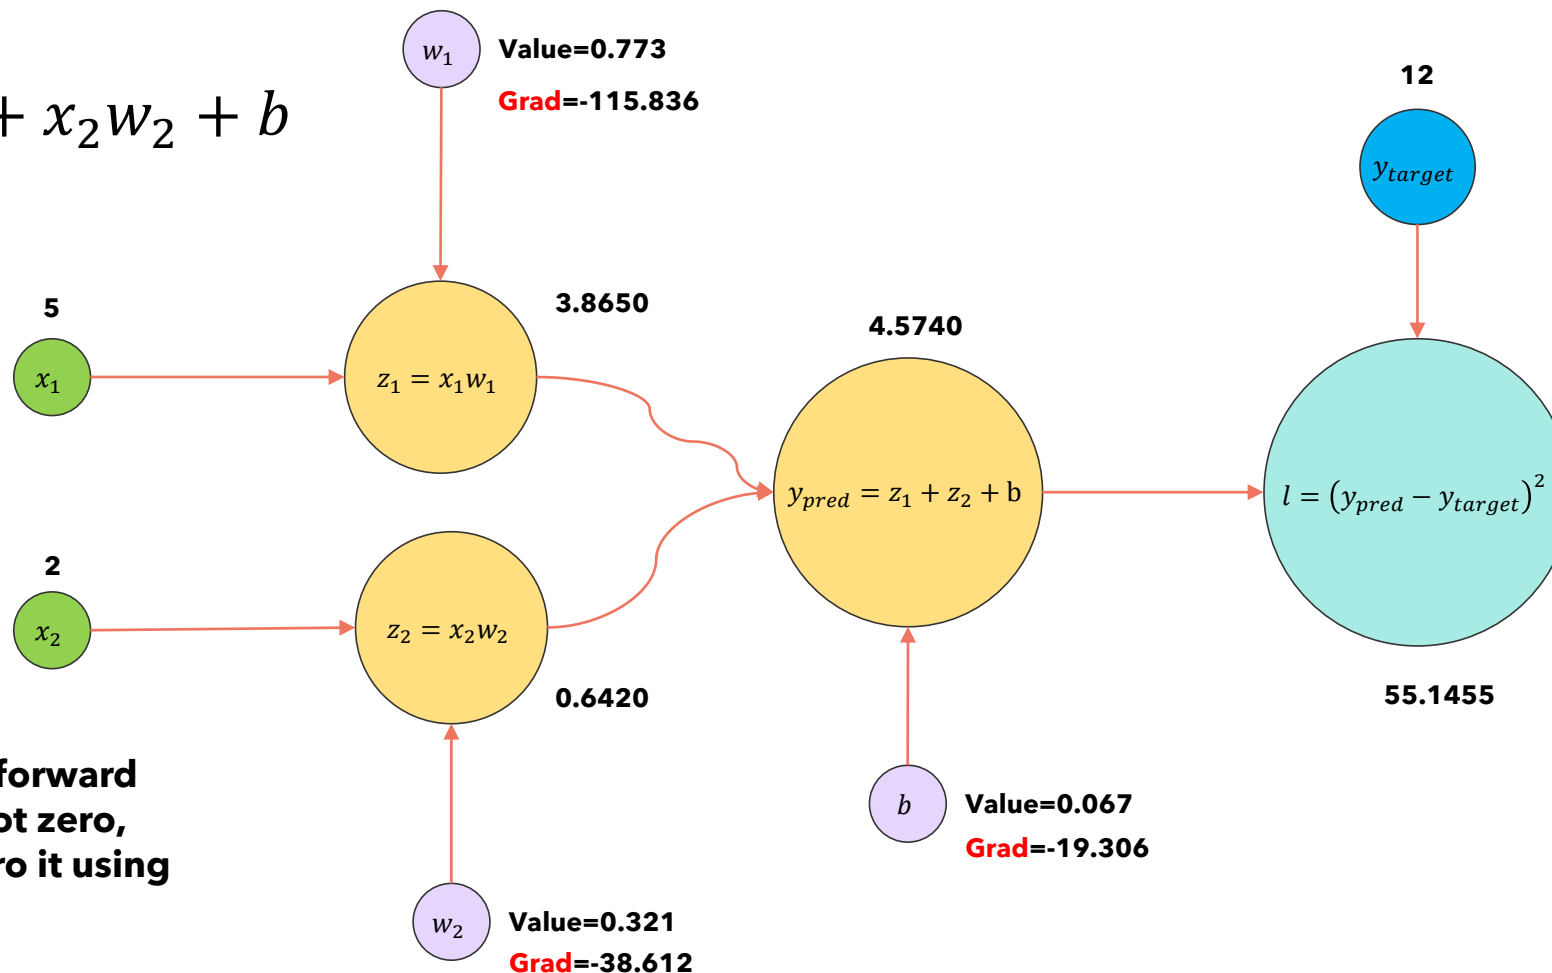 w₁
Value=0.773
Grad=-115.836
+ x₂w₂ + b
12
y_target
5
x₁
3.8650
z₁ = x₁w₁
4.5740
y_pred = z₁ + z₂ + b
l = (y_pred − y_target)²
55.1455
2
x₂
z₂ = x₂w₂
0.6420
forward
ot zero,
ro it using
b
Value=0.067
Grad=-19.306
w₂
Value=0.321
Grad=-38.612